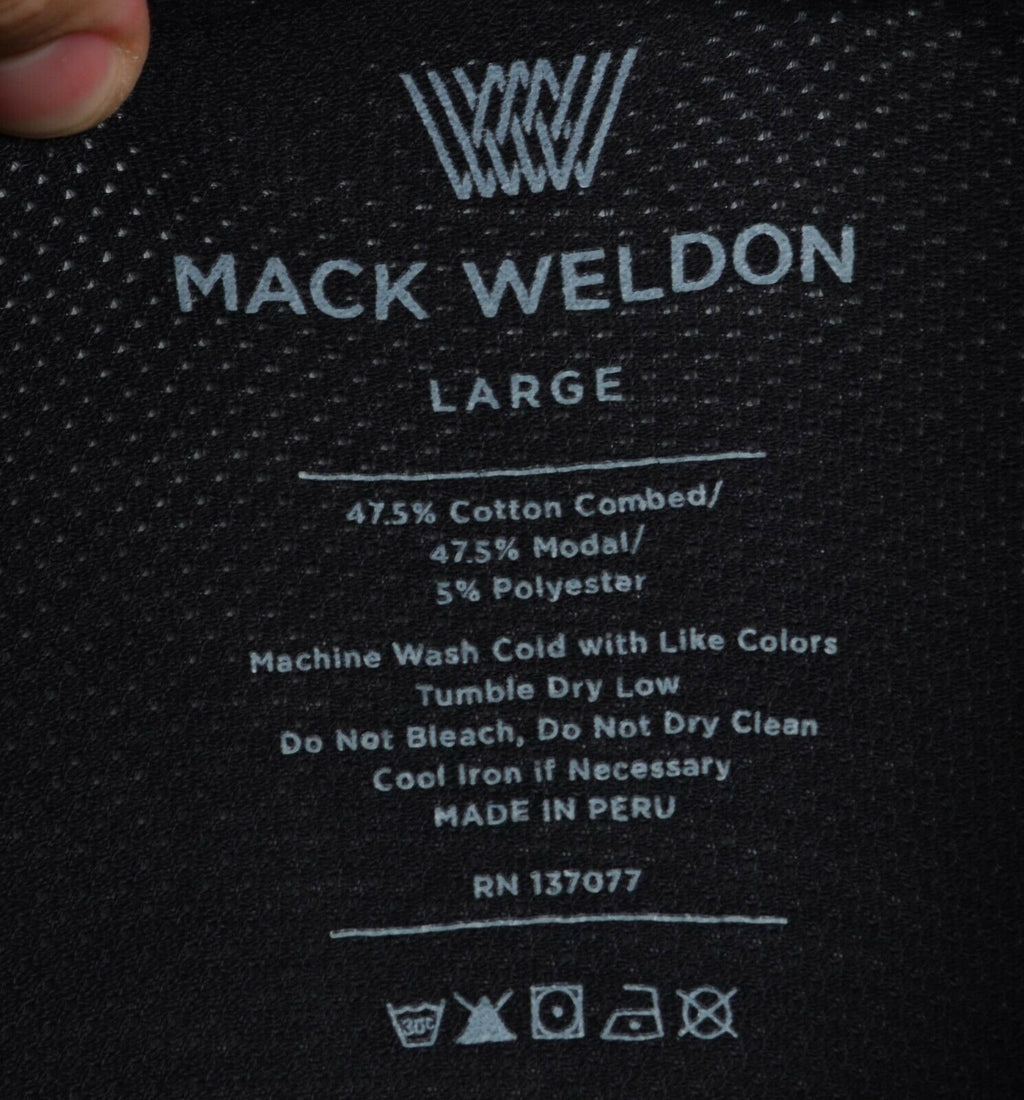 MACK WELDON
LARGE
47.5% Cotton Combed/
47.5% Modal/
5% Polyester
Machine Wash Cold with Like Colors
Tumble Dry Low
Do Not Bleach, Do Not Dry Clean
Cool Iron if Necessary
MADE IN PERU
RN 137077
30C